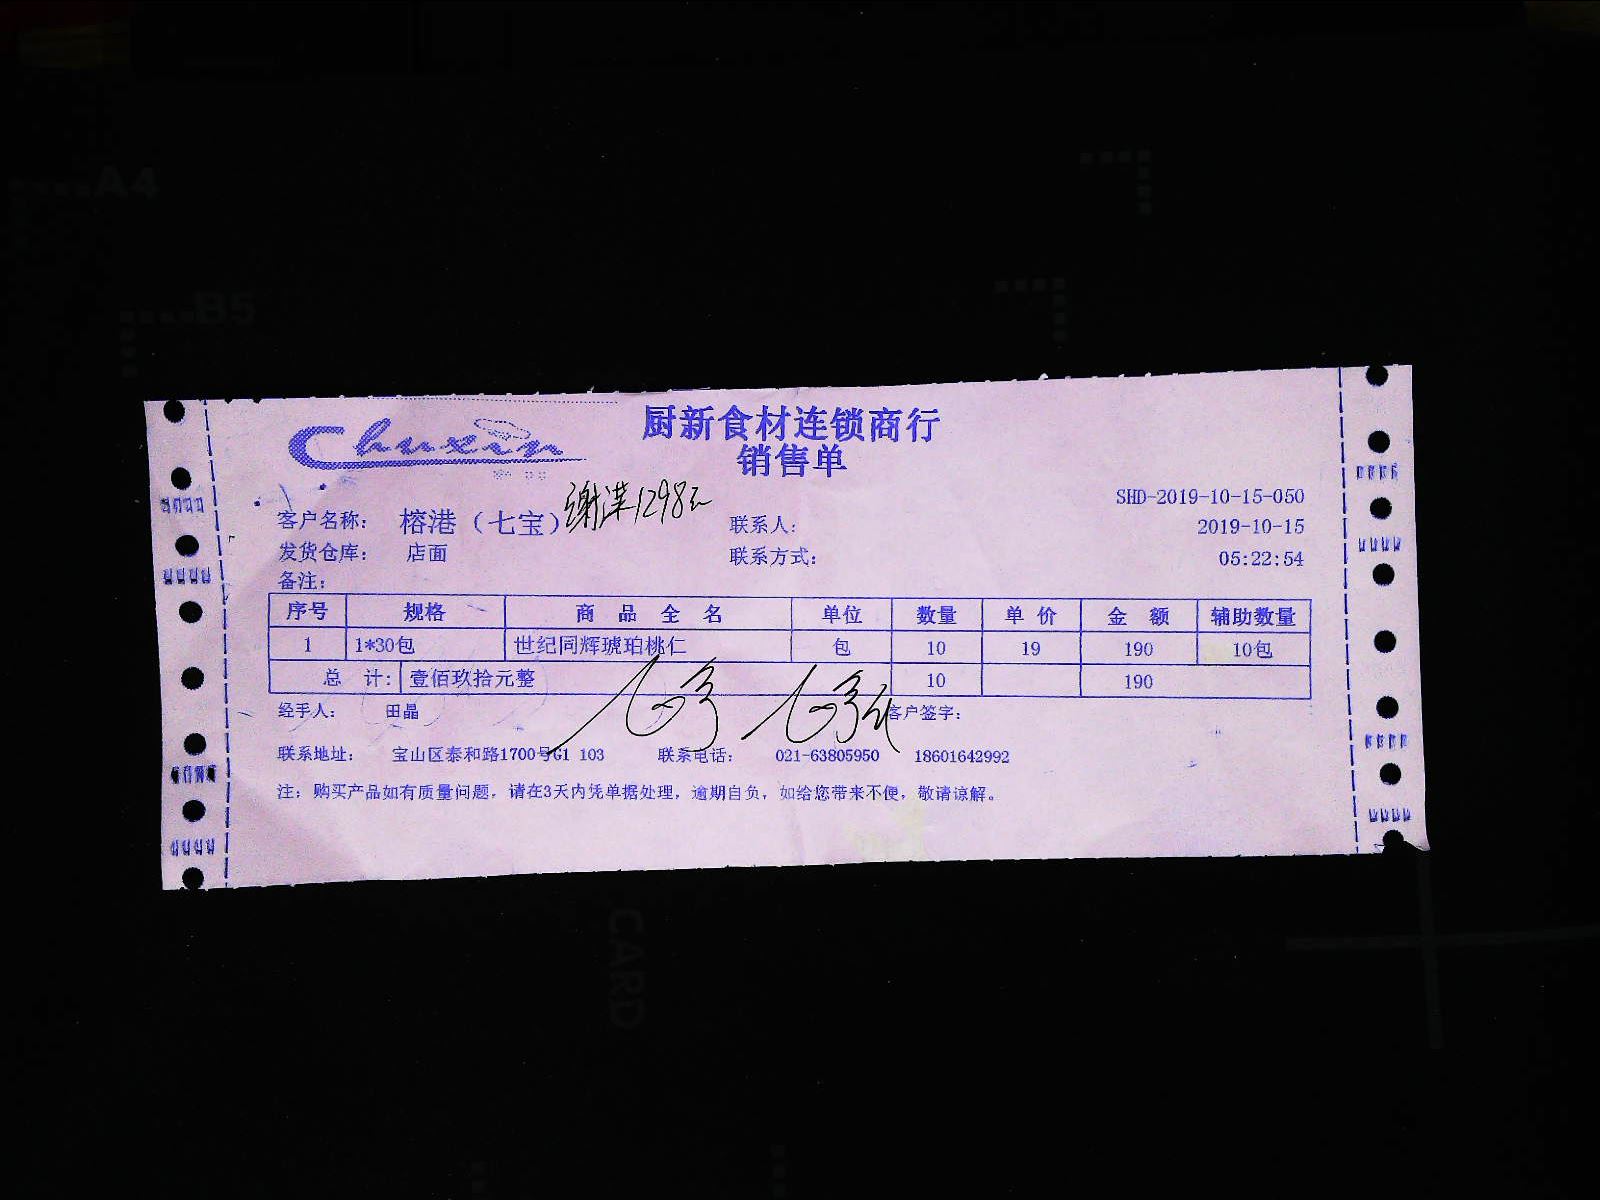 A4
B5
Chuxin
厨新食材连锁商行
销售单
SHD-2019-10-15-050
客户名称： 榕港（七宝） 1298元 联系人： 2019-10-15
发货仓库： 店面 联系方式： 05:22:54
备注：
序号 规格 商品全名 单位 数量 单价 金额 辅助数量
1 1*30包 世纪同辉琥珀桃仁 包 10 19 190 10包
总计： 壹佰玖拾元整 10 190
经手人： 田晶 客户签字：
联系地址： 宝山区泰和路1700号G1 103 联系电话： 021-63805950 18601642992
注：购买产品如有质量问题，请在3天内凭单据处理，逾期自负，如给您带来不便，敬请谅解。
CARD